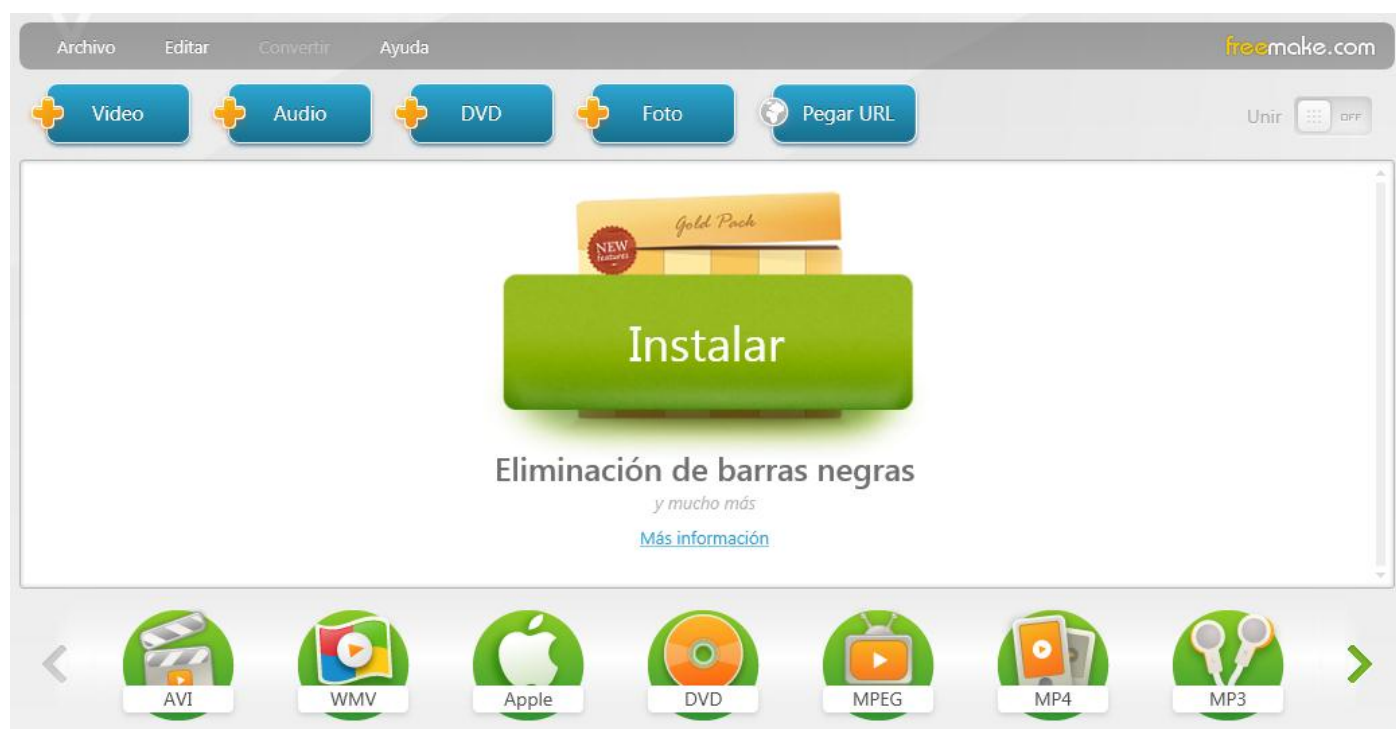 Archivo Editar Convertir Ayuda freemake.com
Video Audio DVD Foto Pegar URL Unir OFF
Gold Pack
NEW
features
Instalar
Eliminación de barras negras
y mucho más
Más información
AVI WMV Apple DVD MPEG MP4 MP3